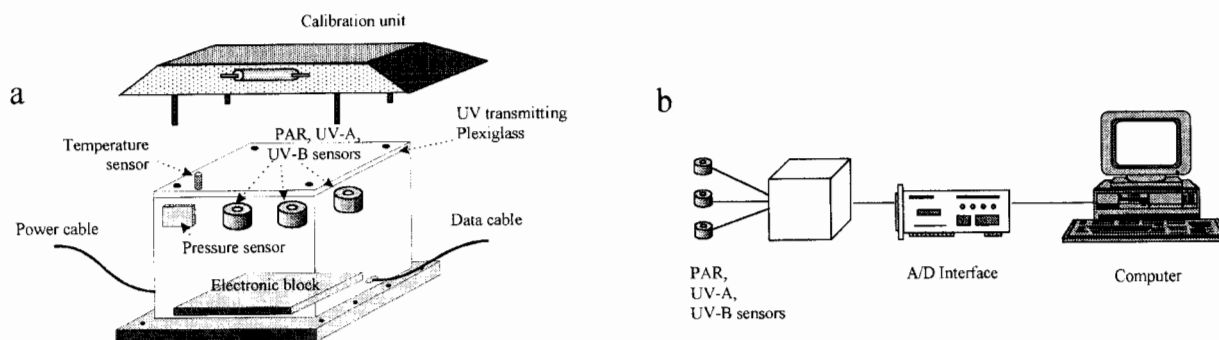 Calibration unit
a
UV transmitting
Plexiglass
PAR, UV-A,
UV-B sensors
Temperature
sensor
Power cable
Pressure sensor
Data cable
Electronic block
b
PAR,
UV-A,
UV-B sensors
A/D Interface
Computer